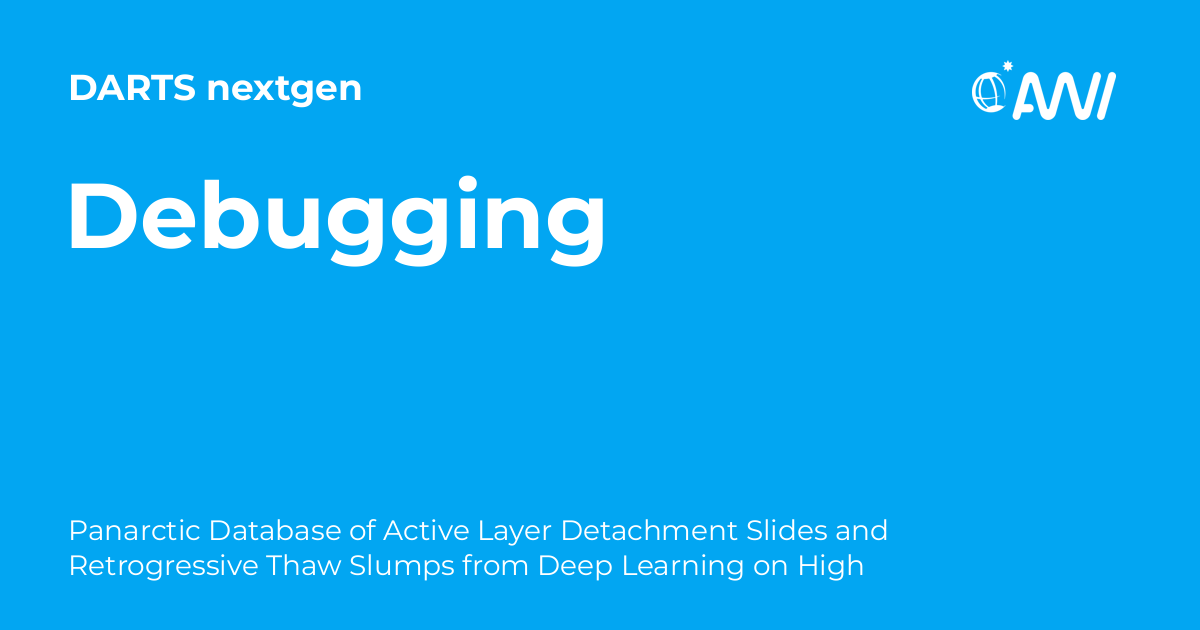 DARTS nextgen
AWI
Debugging
Panarctic Database of Active Layer Detachment Slides and
Retrogressive Thaw Slumps from Deep Learning on High